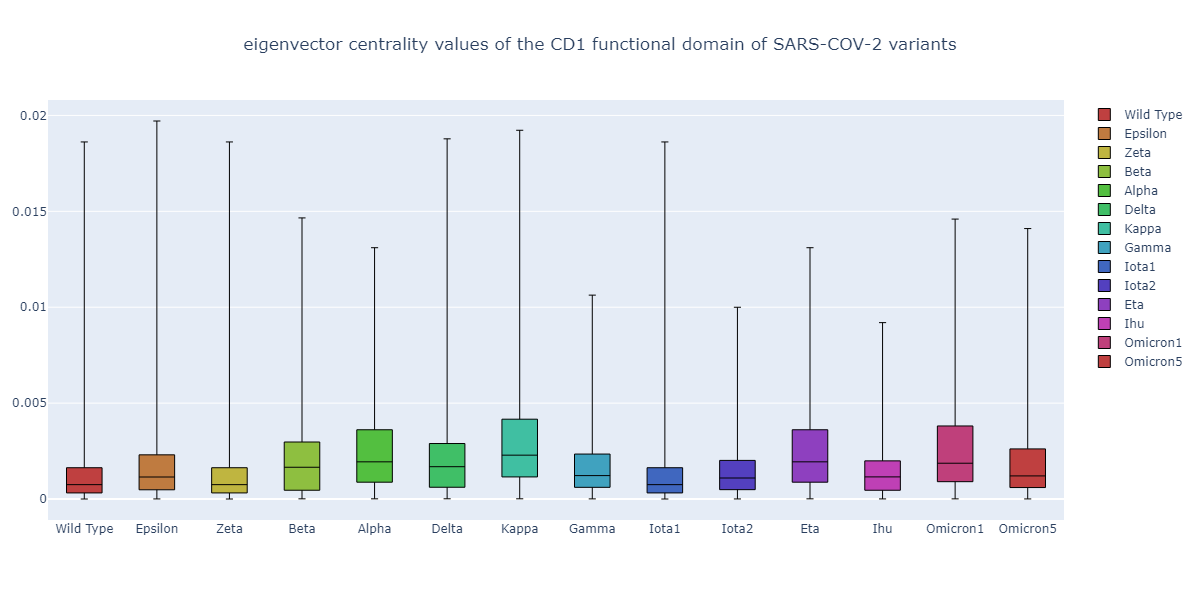 eigenvector centrality values of the CD1 functional domain of SARS-COV-2 variants
0.02
0.015
0.01
0.005
0
Wild Type Epsilon Zeta Beta Alpha Delta Kappa Gamma Iota1 Iota2 Eta Ihu Omicron1 Omicron5
Wild Type
Epsilon
Zeta
Beta
Alpha
Delta
Kappa
Gamma
Iota1
Iota2
Eta
Ihu
Omicron1
Omicron5